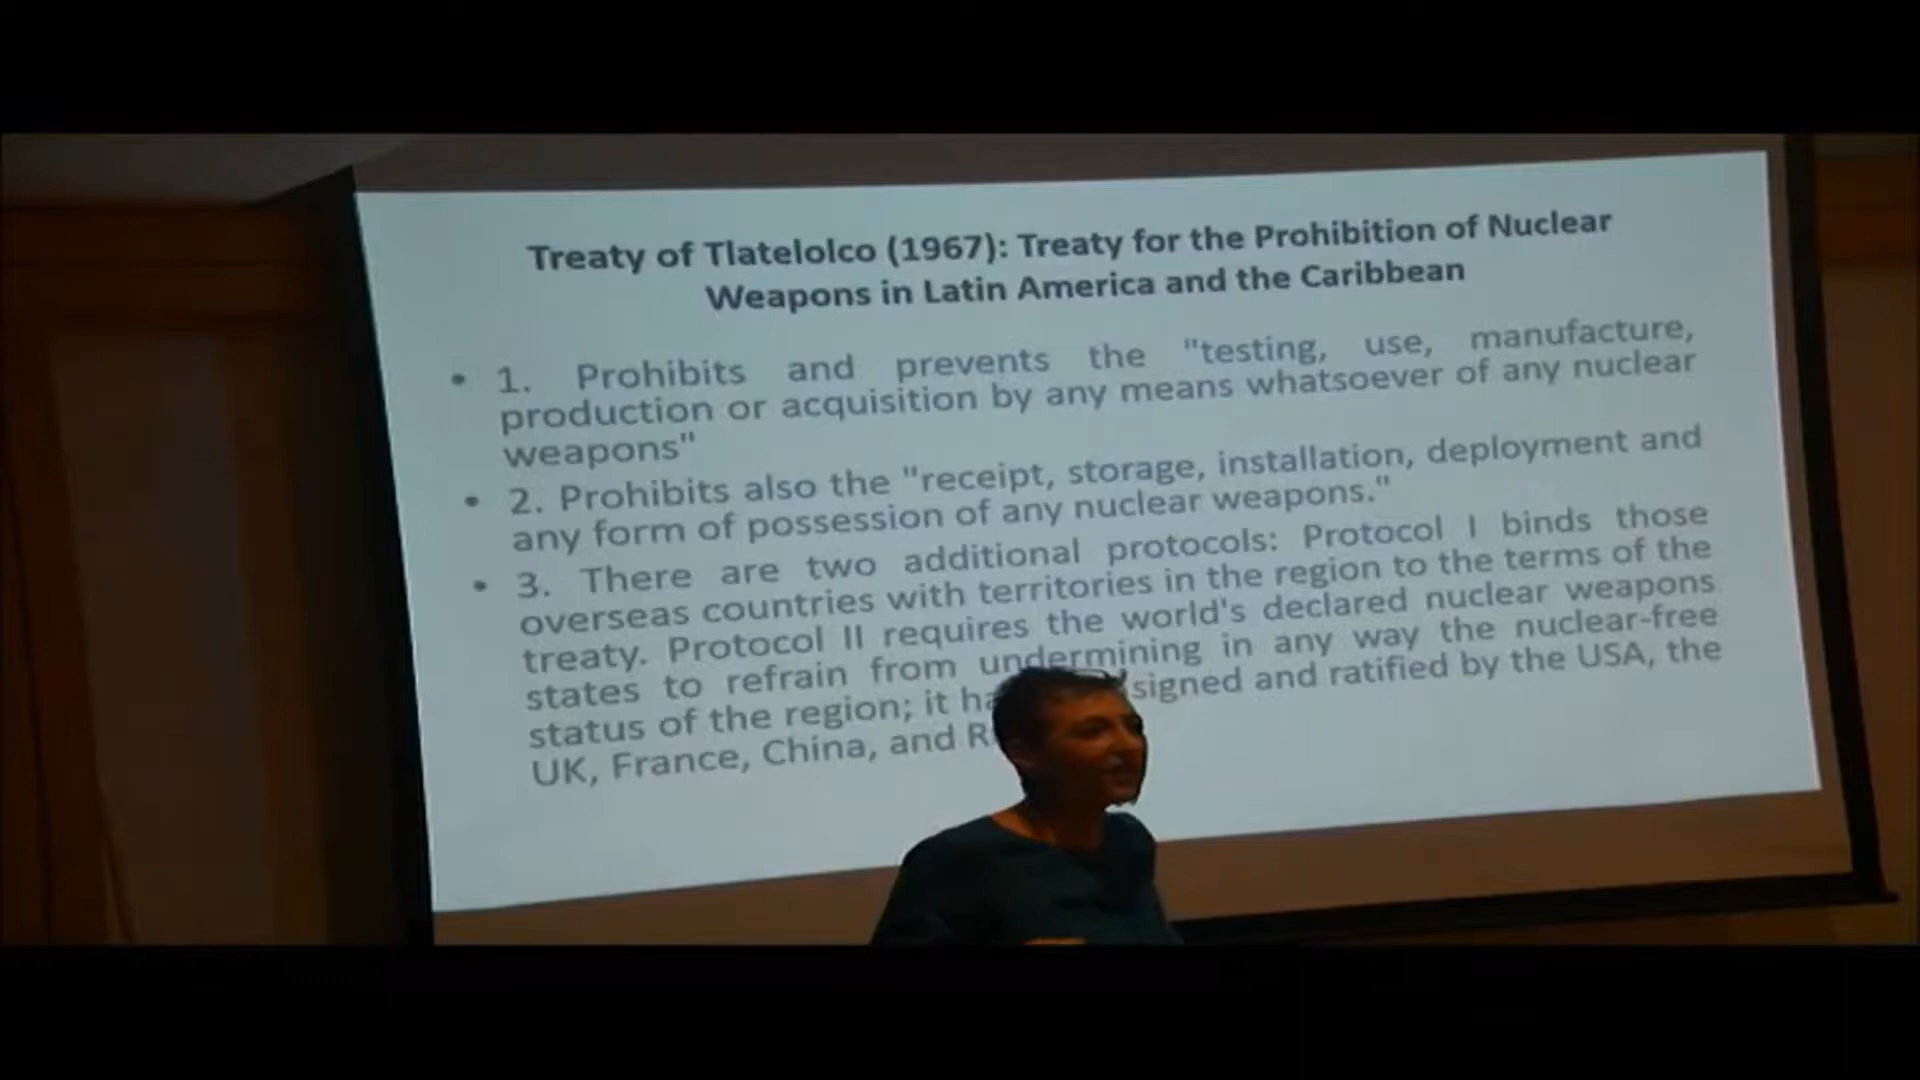 Treaty of Tlatelolco (1967): Treaty for the Prohibition of Nuclear
Weapons in Latin America and the Caribbean
• 1. Prohibits and prevents the "testing, use, manufacture,
production or acquisition by any means whatsoever of any nuclear
weapons"
• 2. Prohibits also the "receipt, storage, installation, deployment and
any form of possession of any nuclear weapons."
• 3. There are two additional protocols: Protocol I binds those
overseas countries with territories in the region to the terms of the
treaty. Protocol II requires the world's declared nuclear weapons
states to refrain from undermining in any way the nuclear-free
status of the region; it signed and ratified by the USA, the
UK, France, China, and